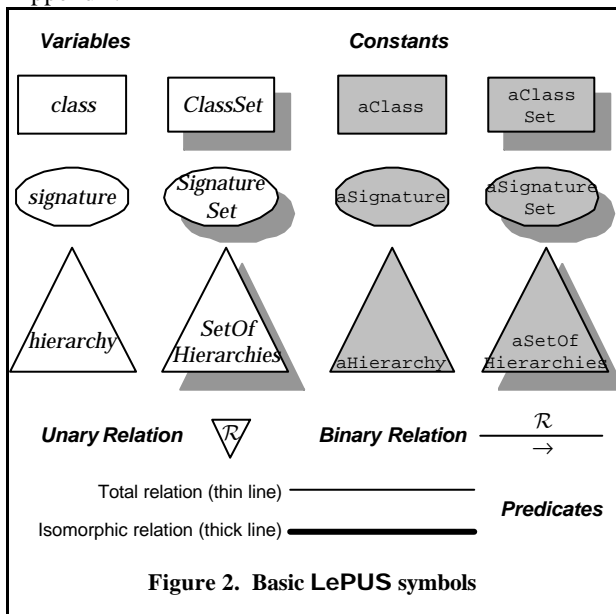 Variables Constants
class ClassSet aClass aClass Set
signature Signature Set aSignature aSignature Set
hierarchy SetOf Hierarchies aHierarchy aSetOf Hierarchies
Unary Relation R Binary Relation R →
Total relation (thin line)
Isomorphic relation (thick line)
Predicates
Figure 2. Basic LePUS symbols